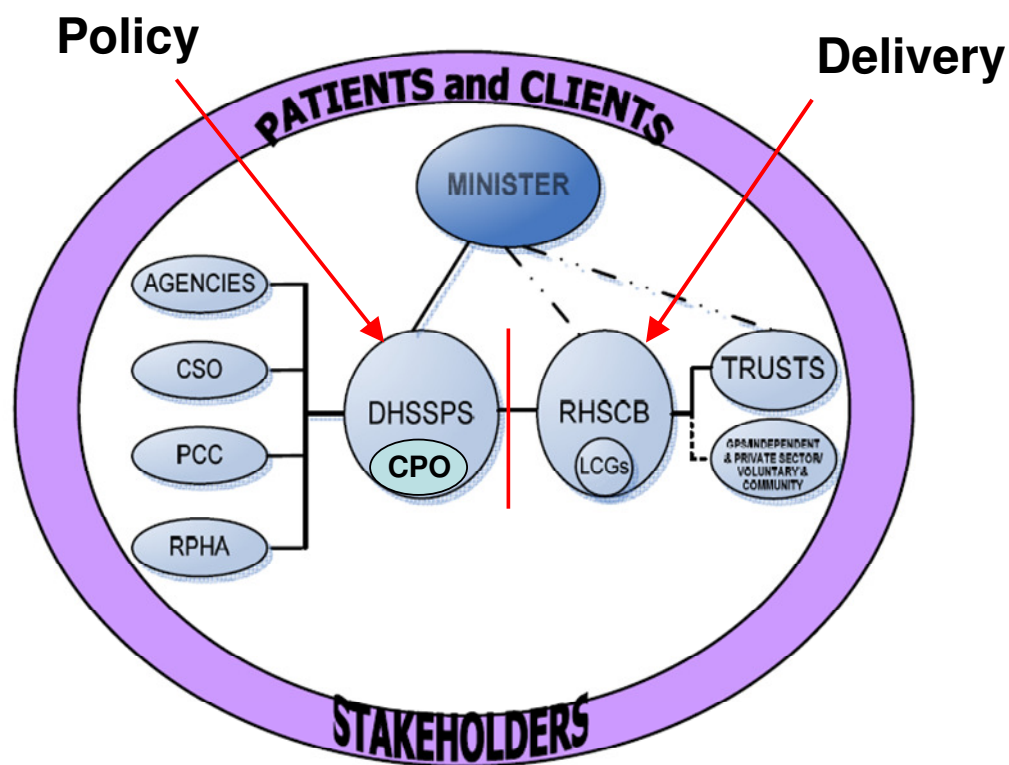 Policy
Delivery
PATIENTS and CLIENTS
MINISTER
AGENCIES
CSO
PCC
RPHA
DHSSPS
CPO
RHSCB
LCGs
TRUSTS
GPS/INDEPENDENT
& PRIVATE SECTOR/
VOLUNTARY &
COMMUNITY
STAKEHOLDERS